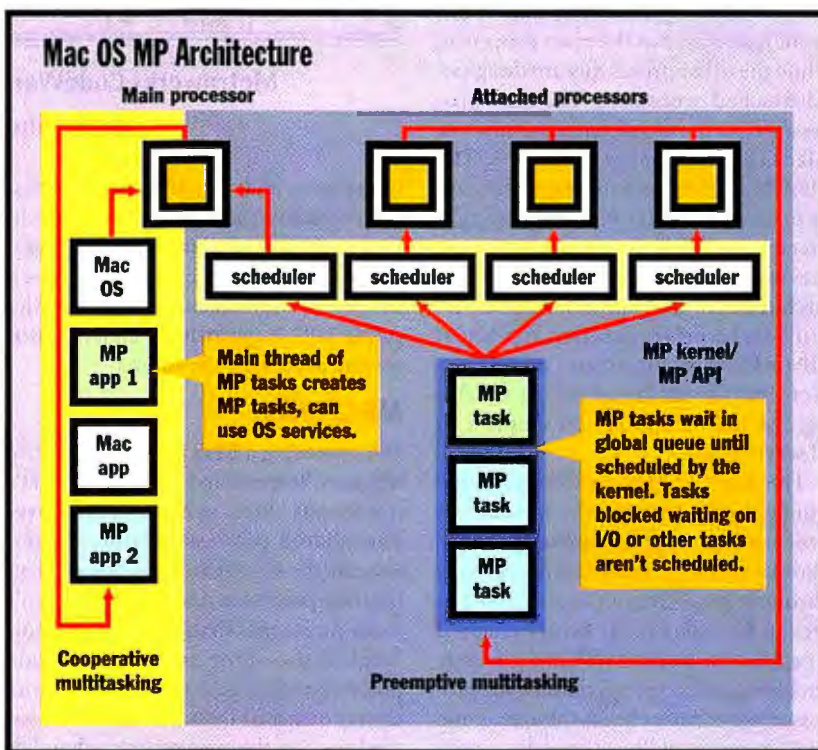 Mac OS MP Architecture
Main processor
Attached processors
Mac
OS
MP
app 1
Mac
app
MP
app 2
scheduler
scheduler
scheduler
scheduler
Main thread of
MP tasks creates
MP tasks, can
use OS services.
MP
task
MP
task
MP
task
MP kernel/
MP API
MP tasks wait in
global queue until
scheduled by the
kernel. Tasks
blocked waiting on
I/O or other tasks
aren't scheduled.
Cooperative
multitasking
Preemptive multitasking